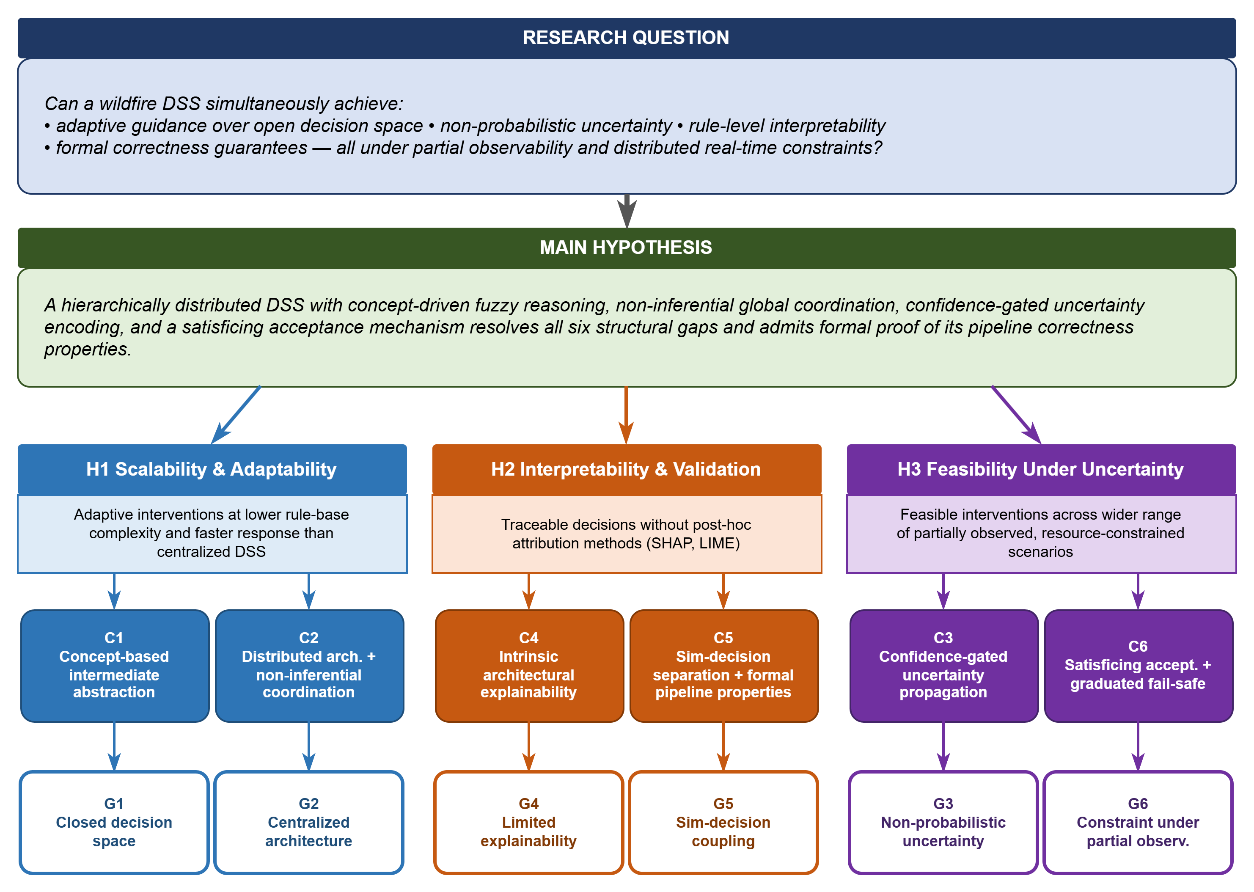 RESEARCH QUESTION
Can a wildfire DSS simultaneously achieve:
• adaptive guidance over open decision space • non-probabilistic uncertainty • rule-level interpretability
• formal correctness guarantees — all under partial observability and distributed real-time constraints?
MAIN HYPOTHESIS
A hierarchically distributed DSS with concept-driven fuzzy reasoning, non-inferential global coordination, confidence-gated uncertainty
encoding, and a satisficing acceptance mechanism resolves all six structural gaps and admits formal proof of its pipeline correctness
properties.
H1 Scalability & Adaptability
Adaptive interventions at lower rule-base
complexity and faster response than
centralized DSS
H2 Interpretability & Validation
Traceable decisions without post-hoc
attribution methods (SHAP, LIME)
H3 Feasibility Under Uncertainty
Feasible interventions across wider range
of partially observed, resource-constrained
scenarios
C1
Concept-based
intermediate
abstraction
C2
Distributed arch. +
non-inferential
coordination
C4
Intrinsic
architectural
explainability
C5
Sim-decision
separation + formal
pipeline properties
C3
Confidence-gated
uncertainty
propagation
C6
Satisficing accept. +
graduated fail-safe
G1
Closed decision
space
G2
Centralized
architecture
G4
Limited
explainability
G5
Sim-decision
coupling
G3
Non-probabilistic
uncertainty
G6
Constraint under
partial observ.